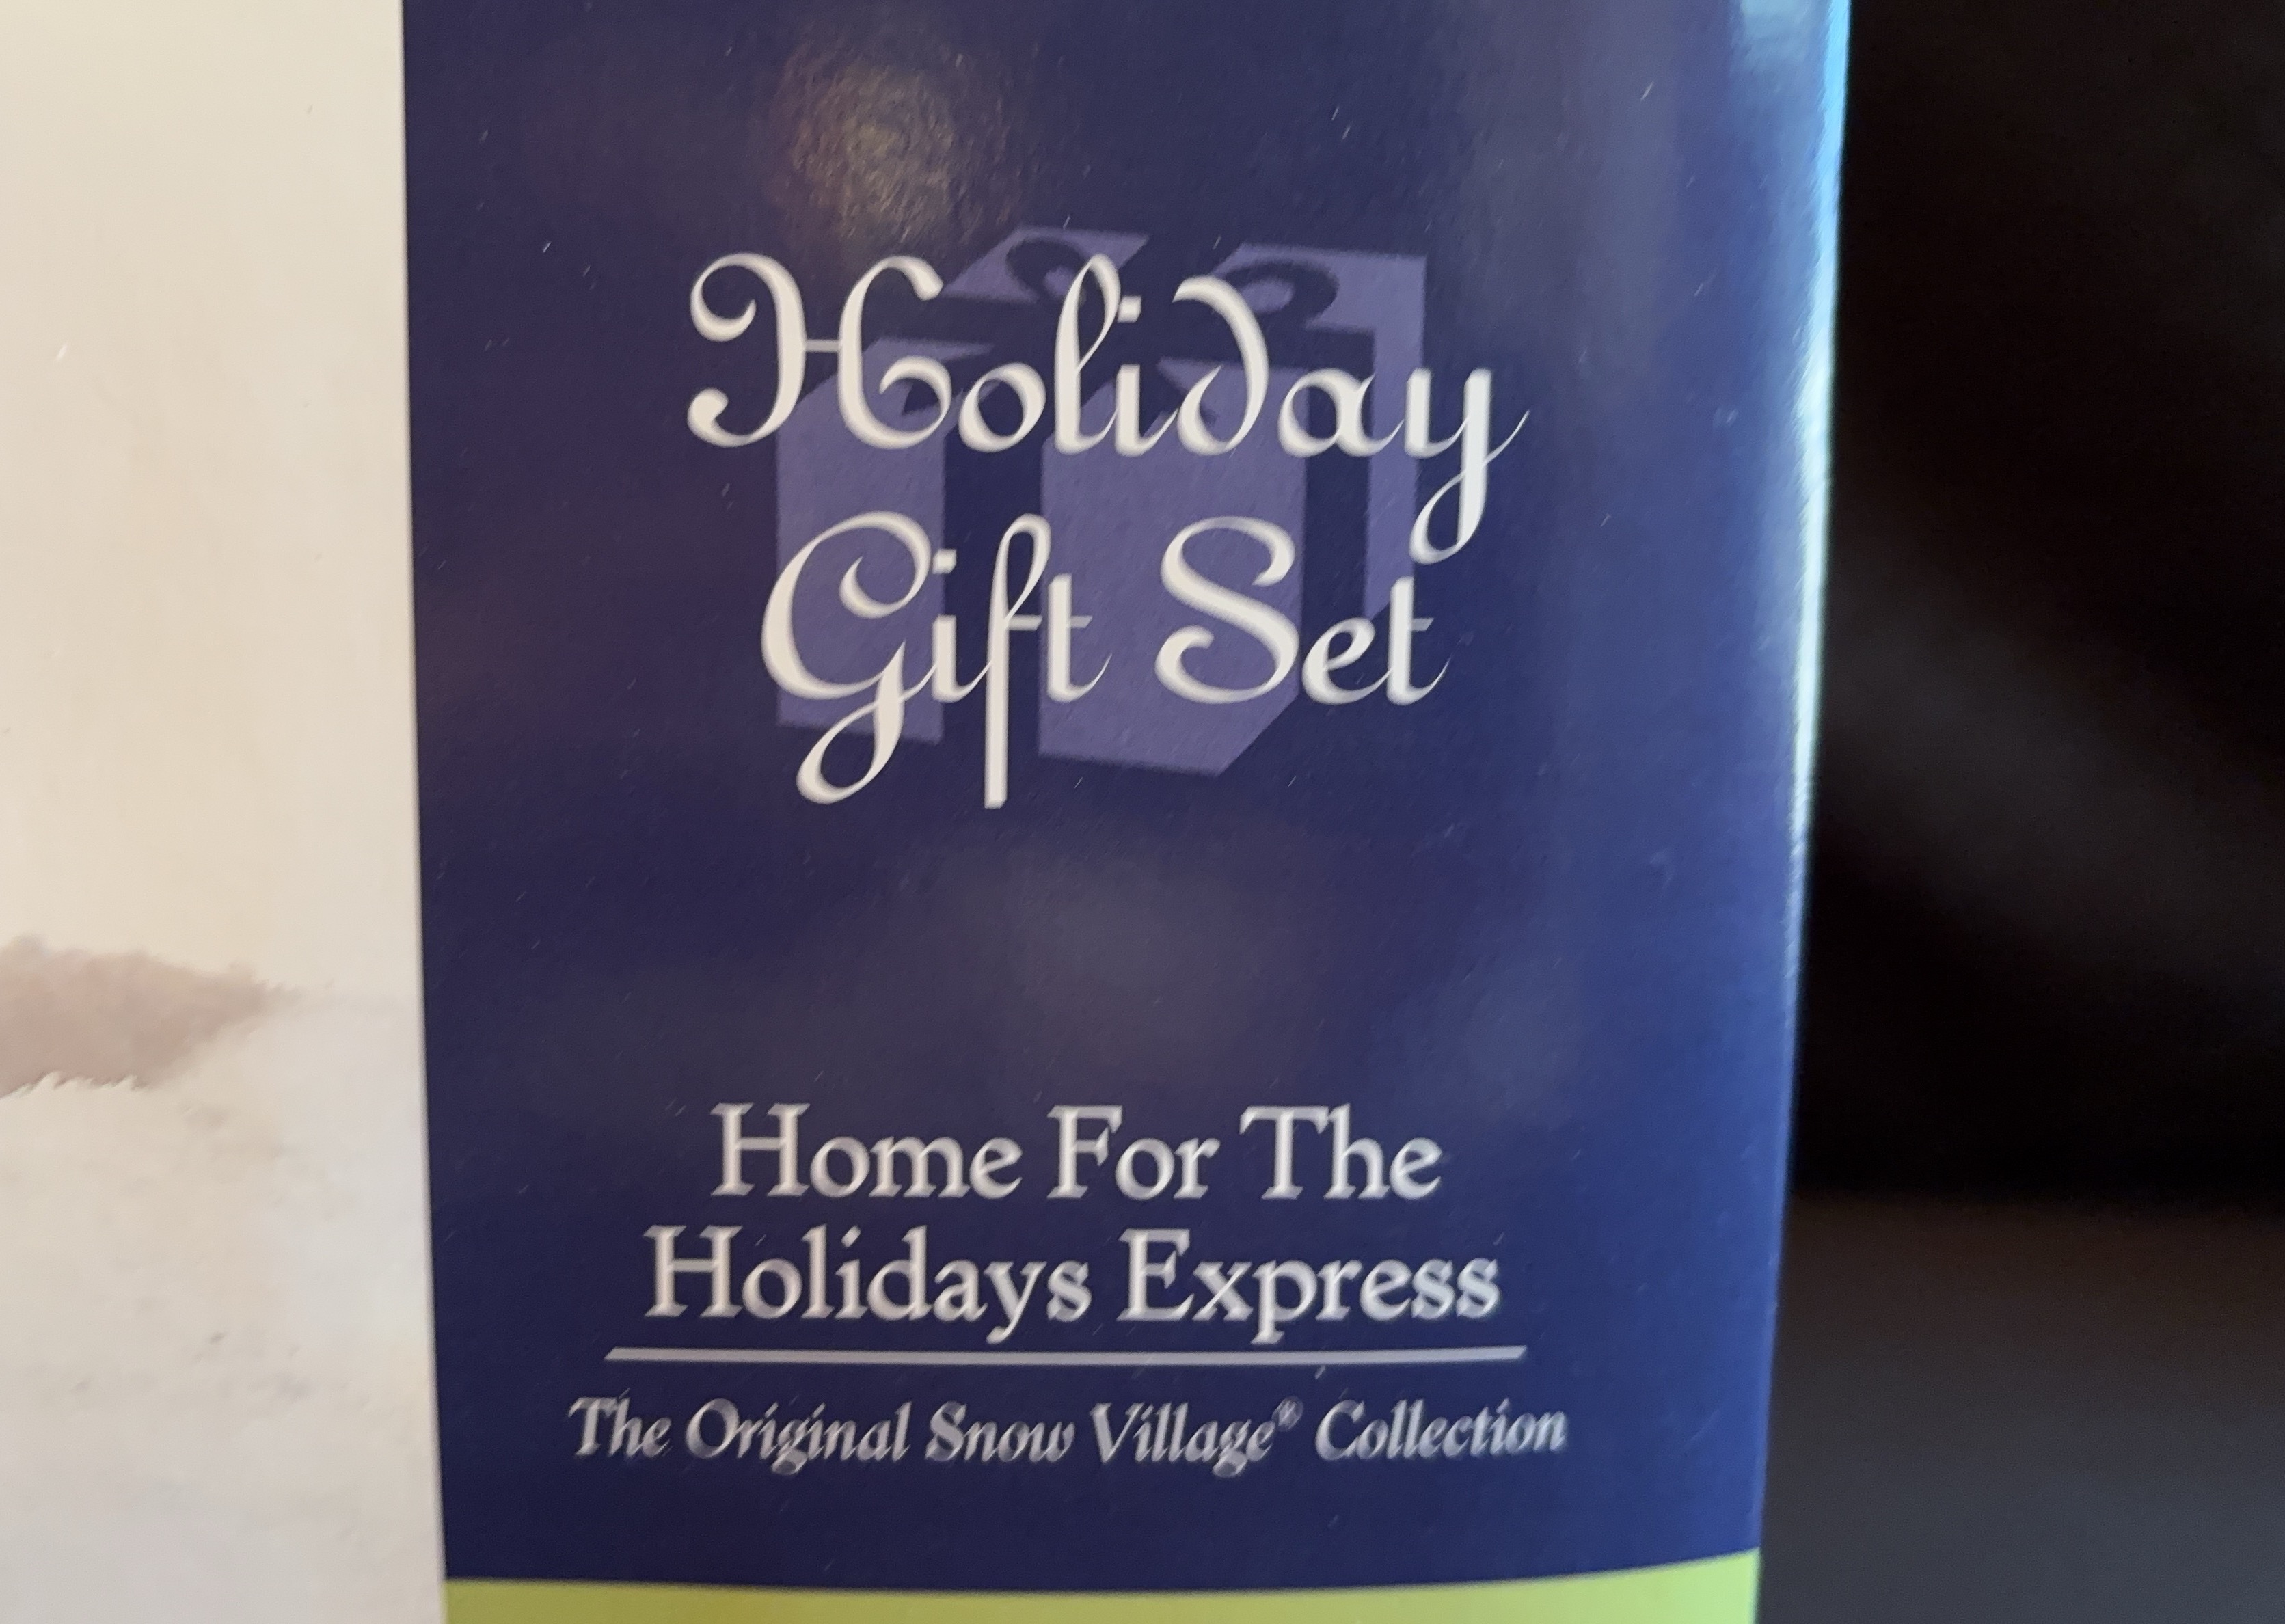 Holiday
Gift Set
Home For The
Holidays Express
The Original Snow Village® Collection